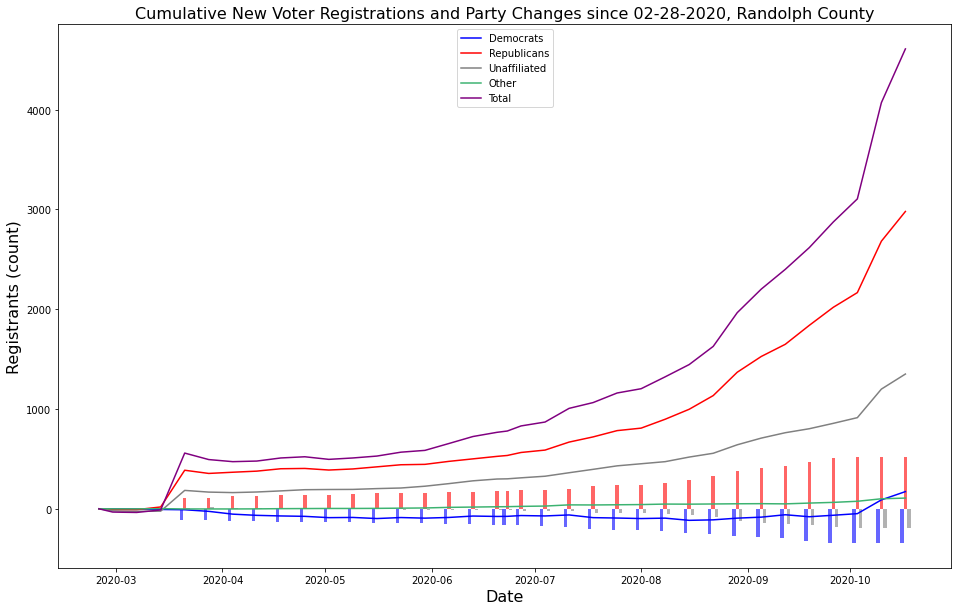 Cumulative New Voter Registrations and Party Changes since 02-28-2020, Randolph County
Democrats
Republicans
Unaffiliated
Other
Total
Registrants (count)
4000
3000
2000
1000
0
2020-03
2020-04
2020-05
2020-06
2020-07
2020-08
2020-09
2020-10
Date